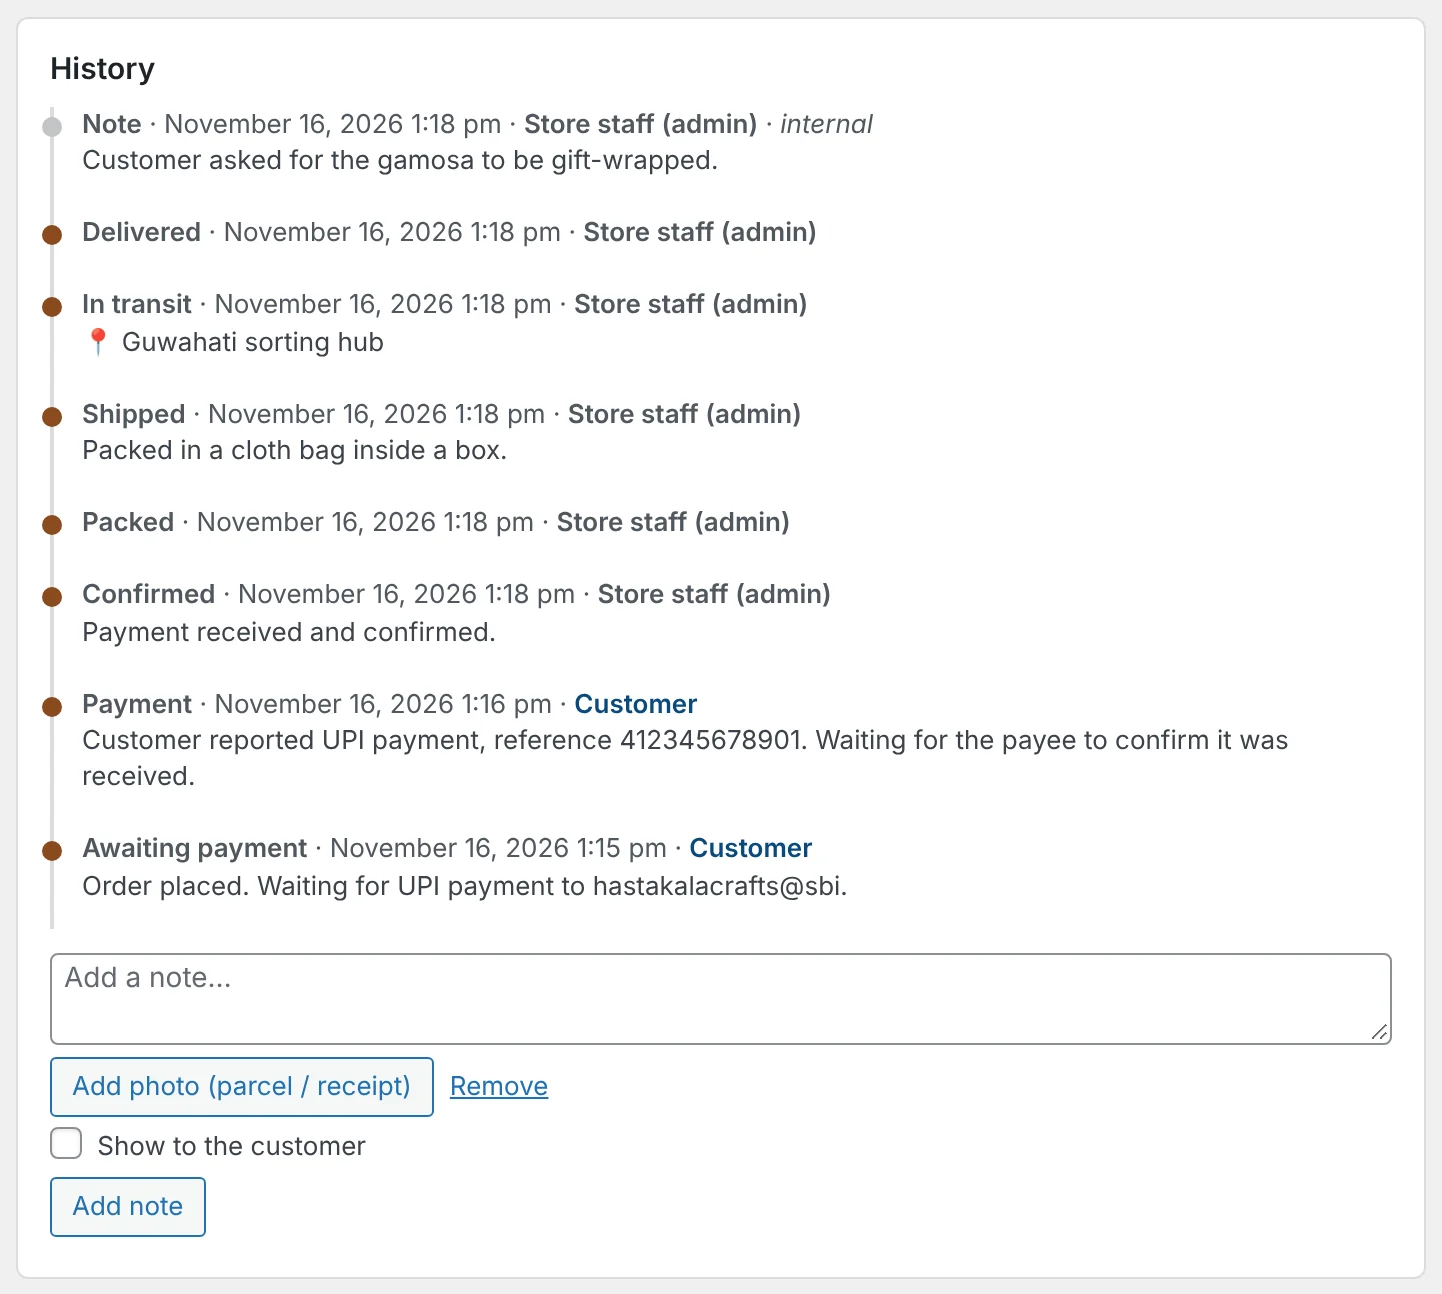 History
Note · November 16, 2026 1:18 pm · Store staff (admin) · internal
Customer asked for the gamosa to be gift-wrapped.
Delivered · November 16, 2026 1:18 pm · Store staff (admin)
In transit · November 16, 2026 1:18 pm · Store staff (admin)
📍 Guwahati sorting hub
Shipped · November 16, 2026 1:18 pm · Store staff (admin)
Packed in a cloth bag inside a box.
Packed · November 16, 2026 1:18 pm · Store staff (admin)
Confirmed · November 16, 2026 1:18 pm · Store staff (admin)
Payment received and confirmed.
Payment · November 16, 2026 1:16 pm · Customer
Customer reported UPI payment, reference 412345678901. Waiting for the payee to confirm it was
received.
Awaiting payment · November 16, 2026 1:15 pm · Customer
Order placed. Waiting for UPI payment to hastakalacrafts@sbi.
Add a note...
Add photo (parcel / receipt) Remove
Show to the customer
Add note